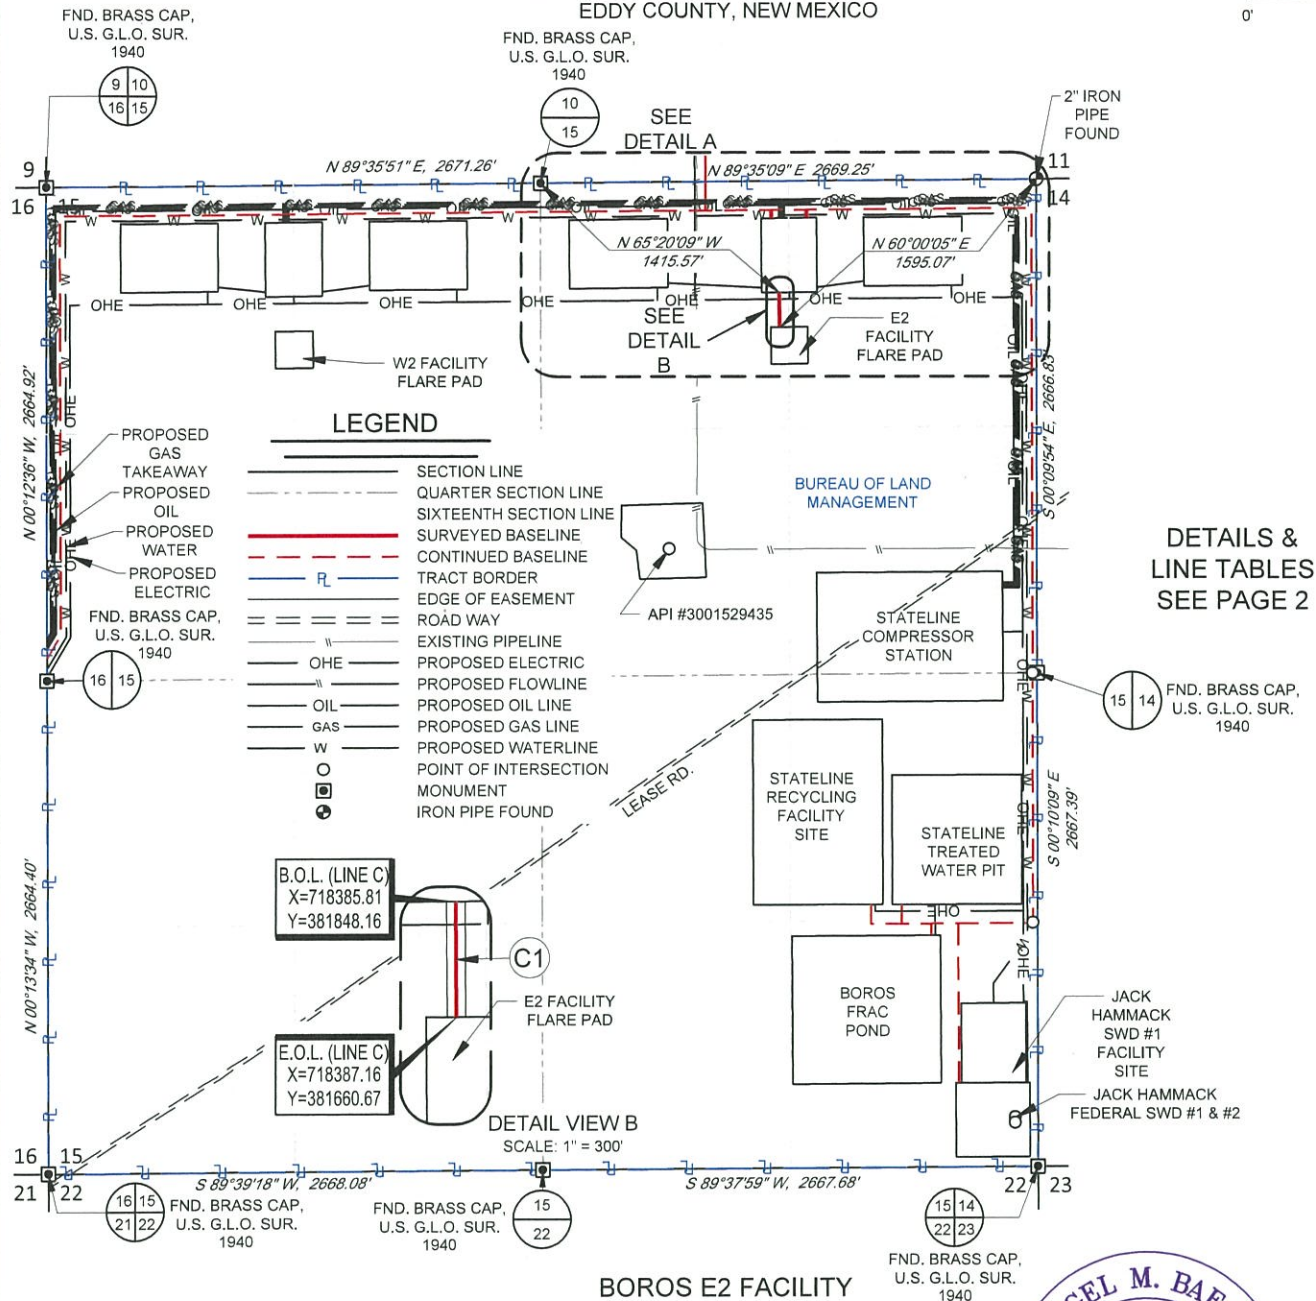 EDDY COUNTY, NEW MEXICO
0'
FND. BRASS CAP,
U.S. G.L.O. SUR.
1940
9 10
16 15
FND. BRASS CAP,
U.S. G.L.O. SUR.
1940
10
15
SEE
DETAIL A
2" IRON
PIPE
FOUND
N 89°35'51" E, 2671.26'
N 89°35'09" E 2669.25'
9
16 15
11
14
N 65°20'09" W
1415.57'
N 60°00'05" E
1595.07'
OHE OHE OHE OHE OHE OHE OHE
SEE
DETAIL
B
E2
FACILITY
FLARE PAD
W2 FACILITY
FLARE PAD
N 00°12'36" W, 2664.92'
S 00°09'54" E, 2666.83'
LEGEND
SECTION LINE
QUARTER SECTION LINE
SIXTEENTH SECTION LINE
SURVEYED BASELINE
CONTINUED BASELINE
PL TRACT BORDER
EDGE OF EASEMENT
ROAD WAY
\\ EXISTING PIPELINE
OHE PROPOSED ELECTRIC
\\ PROPOSED FLOWLINE
OIL PROPOSED OIL LINE
GAS PROPOSED GAS LINE
W PROPOSED WATERLINE
POINT OF INTERSECTION
MONUMENT
IRON PIPE FOUND
PROPOSED
GAS
TAKEAWAY
PROPOSED
OIL
PROPOSED
WATER
PROPOSED
ELECTRIC
FND. BRASS CAP,
U.S. G.L.O. SUR.
1940
16 15
BUREAU OF LAND
MANAGEMENT
API #3001529435
DETAILS &
LINE TABLES
SEE PAGE 2
STATELINE
COMPRESSOR
STATION
15 14
FND. BRASS CAP,
U.S. G.L.O. SUR.
1940
LEASE RD.
STATELINE
RECYCLING
FACILITY
SITE
STATELINE
TREATED
WATER PIT
S 00°10'09" E
2667.39'
OHE
BOROS
FRAC
POND
B.O.L. (LINE C)
X=718385.81
Y=381848.16
C1
E2 FACILITY
FLARE PAD
E.O.L. (LINE C)
X=718387.16
Y=381660.67
DETAIL VIEW B
SCALE: 1" = 300'
N 00°13'34" W, 2664.40'
JACK
HAMMACK
SWD #1
FACILITY
SITE
JACK HAMMACK
FEDERAL SWD #1 & #2
16 15
21 22
S 89°39'18" W, 2668.08'
S 89°37'59" W, 2667.68'
22 23
16 15
21 22
FND. BRASS CAP,
U.S. G.L.O. SUR.
1940
FND. BRASS CAP,
U.S. G.L.O. SUR.
1940
15
22
15 14
22 23
FND. BRASS CAP,
U.S. G.L.O. SUR.
1940
BOROS E2 FACILITY
M. BAE